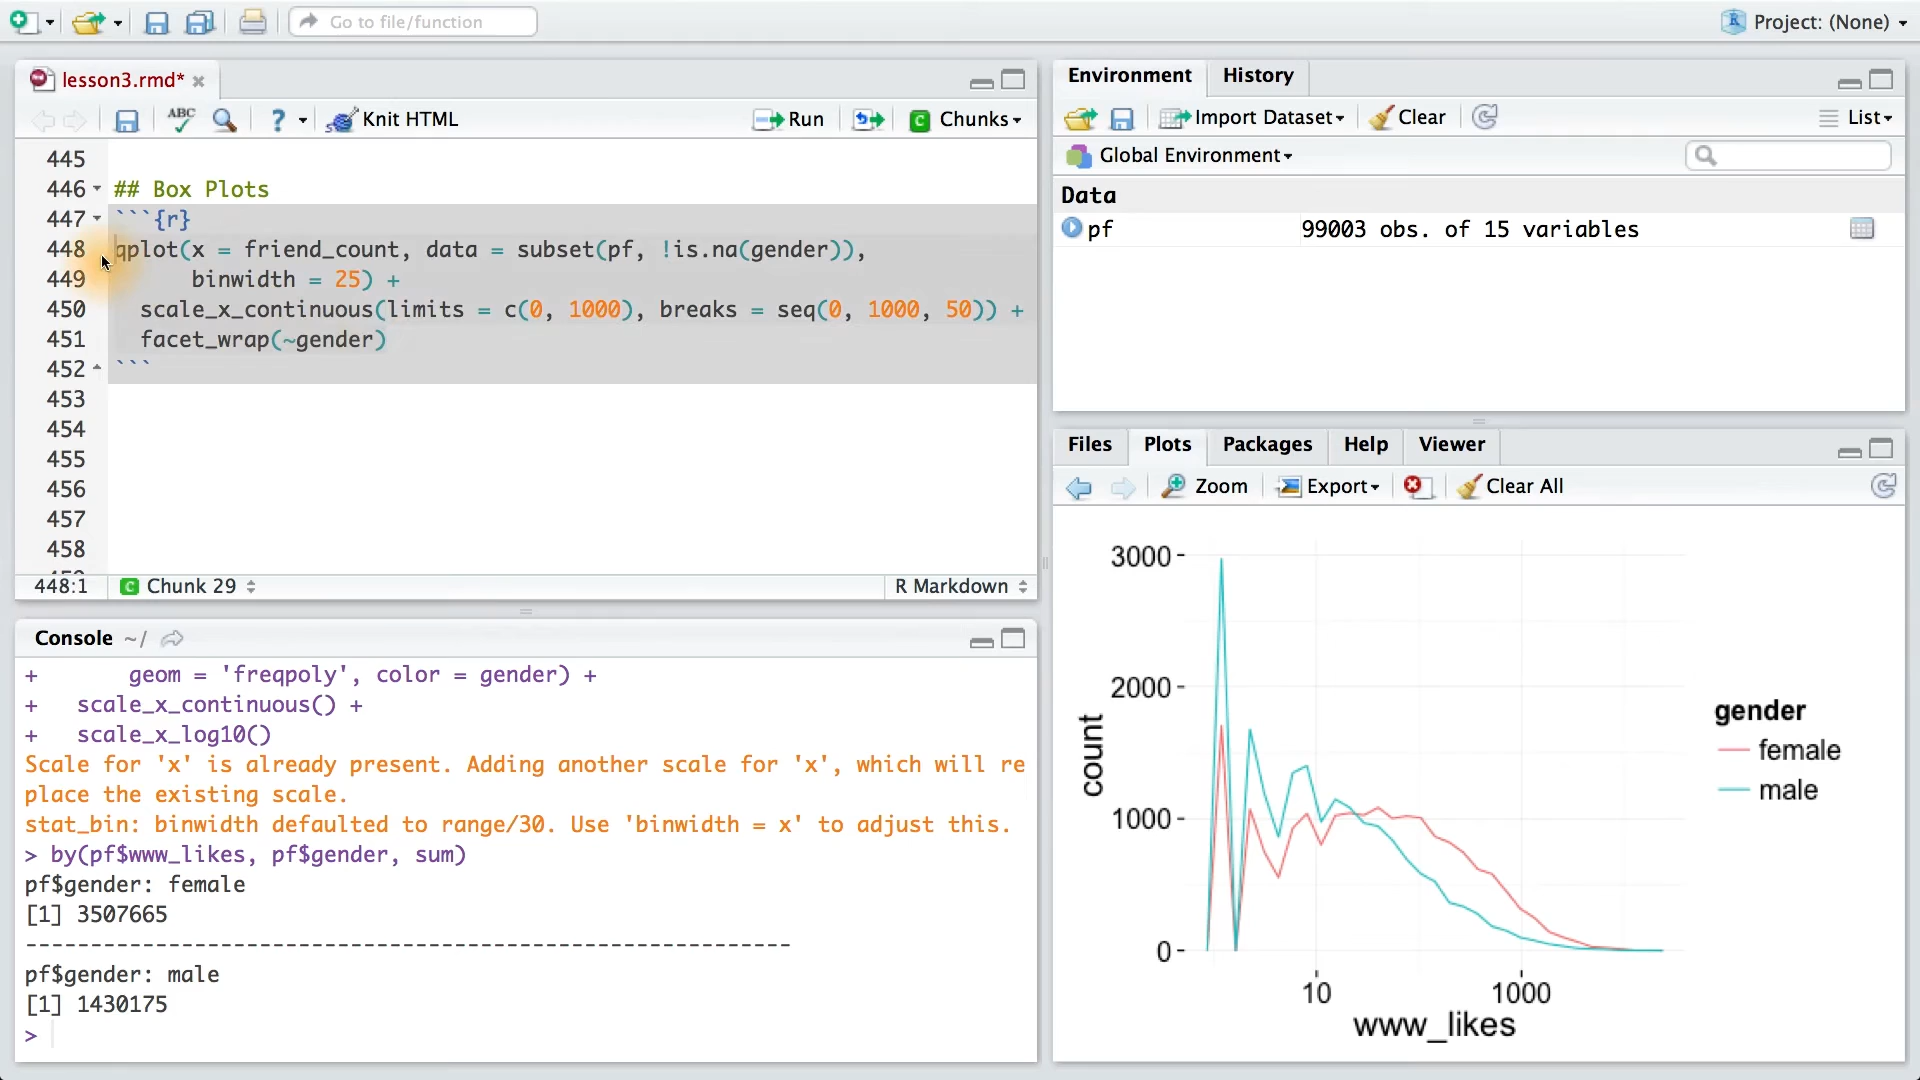 Go to file/function
Project: (None)
lesson3.rmd*
ABC
?
Knit HTML
Run
Chunks
445
446 ## Box Plots
447 ```{r}
448 qplot(x = friend_count, data = subset(pf, !is.na(gender)),
449 binwidth = 25) +
450 scale_x_continuous(limits = c(0, 1000), breaks = seq(0, 1000, 50)) +
451 facet_wrap(~gender)
452 ```
453
454
455
456
457
458
448:1
C Chunk 29
R Markdown
Console ~/
+ geom = 'freqpoly', color = gender) +
+ scale_x_continuous() +
+ scale_x_log10()
Scale for 'x' is already present. Adding another scale for 'x', which will re
place the existing scale.
stat_bin: binwidth defaulted to range/30. Use 'binwidth = x' to adjust this.
> by(pf$www_likes, pf$gender, sum)
pf$gender: female
[1] 3507665
------------------------------------------------------------
pf$gender: male
[1] 1430175
>
Environment History
Import Dataset Clear List
Global Environment
Data
pf 99003 obs. of 15 variables
Files Plots Packages Help Viewer
Zoom Export Clear All
3000
2000
1000
0
count
10 1000
www_likes
gender
female
male